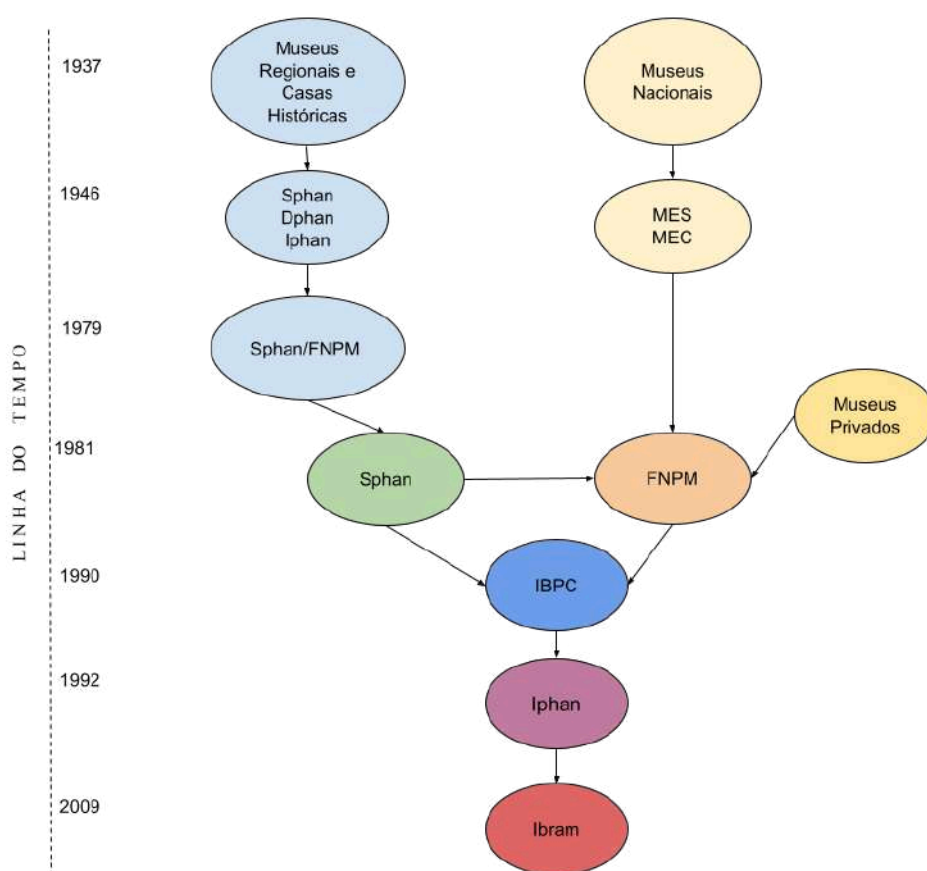 1937
Museus
Regionais e
Casas
Históricas
Museus
Nacionais
1946
Sphan
Dphan
Iphan
MES
MEC
1979
Sphan/FNPM
Museus
Privados
1981
Sphan
FNPM
LINHA DO TEMPO
1990
IBPC
1992
Iphan
2009
Ibram